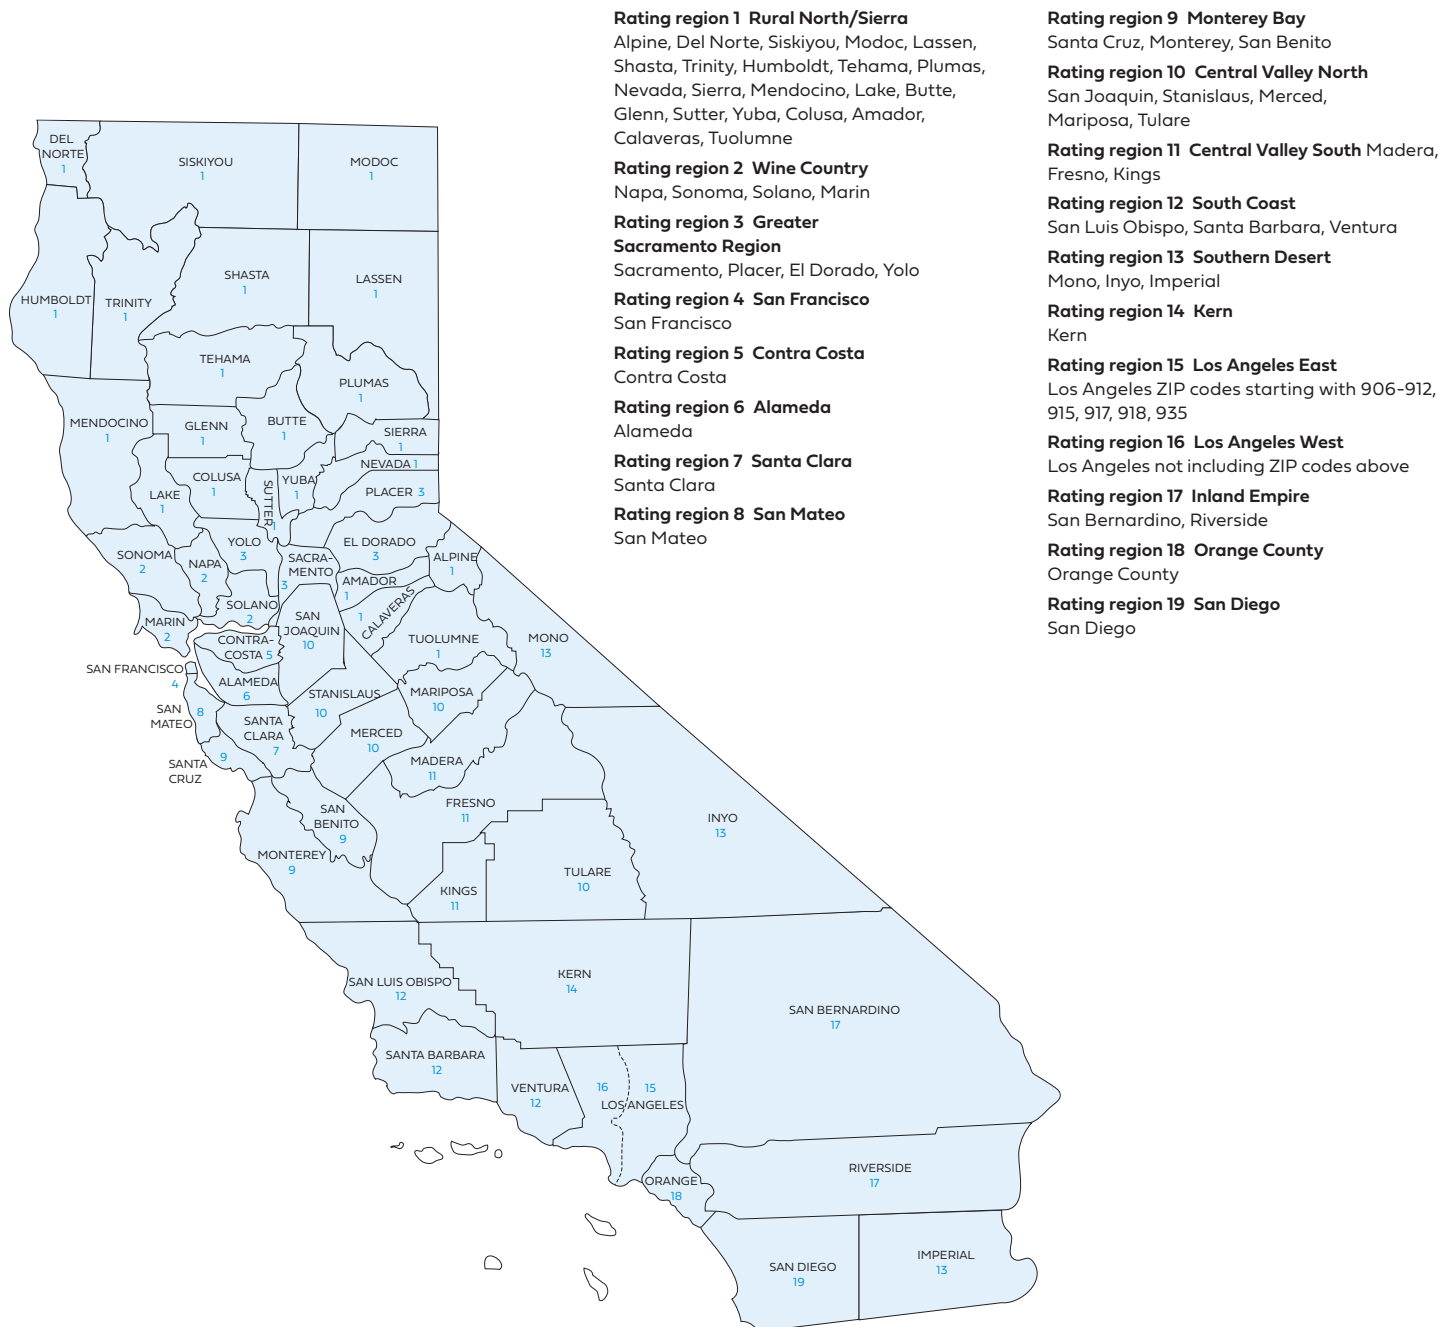 Rating region 1 Rural North/Sierra
Alpine, Del Norte, Siskiyou, Modoc, Lassen,
Shasta, Trinity, Humboldt, Tehama, Plumas,
Nevada, Sierra, Mendocino, Lake, Butte,
Glenn, Sutter, Yuba, Colusa, Amador,
Calaveras, Tuolumne
Rating region 2 Wine Country
Napa, Sonoma, Solano, Marin
Rating region 3 Greater
Sacramento Region
Sacramento, Placer, El Dorado, Yolo
Rating region 4 San Francisco
San Francisco
Rating region 5 Contra Costa
Contra Costa
Rating region 6 Alameda
Alameda
Rating region 7 Santa Clara
Santa Clara
Rating region 8 San Mateo
San Mateo
Rating region 9 Monterey Bay
Santa Cruz, Monterey, San Benito
Rating region 10 Central Valley North
San Joaquin, Stanislaus, Merced,
Mariposa, Tulare
Rating region 11 Central Valley South Madera,
Fresno, Kings
Rating region 12 South Coast
San Luis Obispo, Santa Barbara, Ventura
Rating region 13 Southern Desert
Mono, Inyo, Imperial
Rating region 14 Kern
Kern
Rating region 15 Los Angeles East
Los Angeles ZIP codes starting with 906-912,
915, 917, 918, 935
Rating region 16 Los Angeles West
Los Angeles not including ZIP codes above
Rating region 17 Inland Empire
San Bernardino, Riverside
Rating region 18 Orange County
Orange County
Rating region 19 San Diego
San Diego
DEL
NORTE
1
SISKIYOU
1
MODOC
1
HUMBOLDT
1
TRINITY
1
SHASTA
1
LASSEN
1
TEHAMA
1
PLUMAS
1
MENDOCINO
1
GLENN
1
BUTTE
1
SIERRA
1
NEVADA 1
COLUSA
1
SUTTER
1
YUBA
1
PLACER 3
LAKE
1
SONOMA
2
NAPA
2
YOLO
3
SACRA-
MENTO
3
EL DORADO
3
ALPINE
1
AMADOR
1
CALAVERAS
1
SOLANO
2
MARIN
2
SAN
JOAQUIN
10
TUOLUMNE
1
MONO
13
CONTRA-
COSTA 5
SAN FRANCISCO
4
ALAMEDA
6
STANISLAUS
10
MARIPOSA
10
SAN
MATEO
8
SANTA
CLARA
7
MERCED
10
MADERA
11
SANTA
CRUZ
9
SAN
BENITO
9
FRESNO
11
INYO
13
MONTEREY
9
KINGS
11
TULARE
10
SAN LUIS OBISPO
12
KERN
14
SAN BERNARDINO
17
SANTA BARBARA
12
VENTURA
12
16
15
LOS ANGELES
ORANGE
18
RIVERSIDE
17
SAN DIEGO
19
IMPERIAL
13